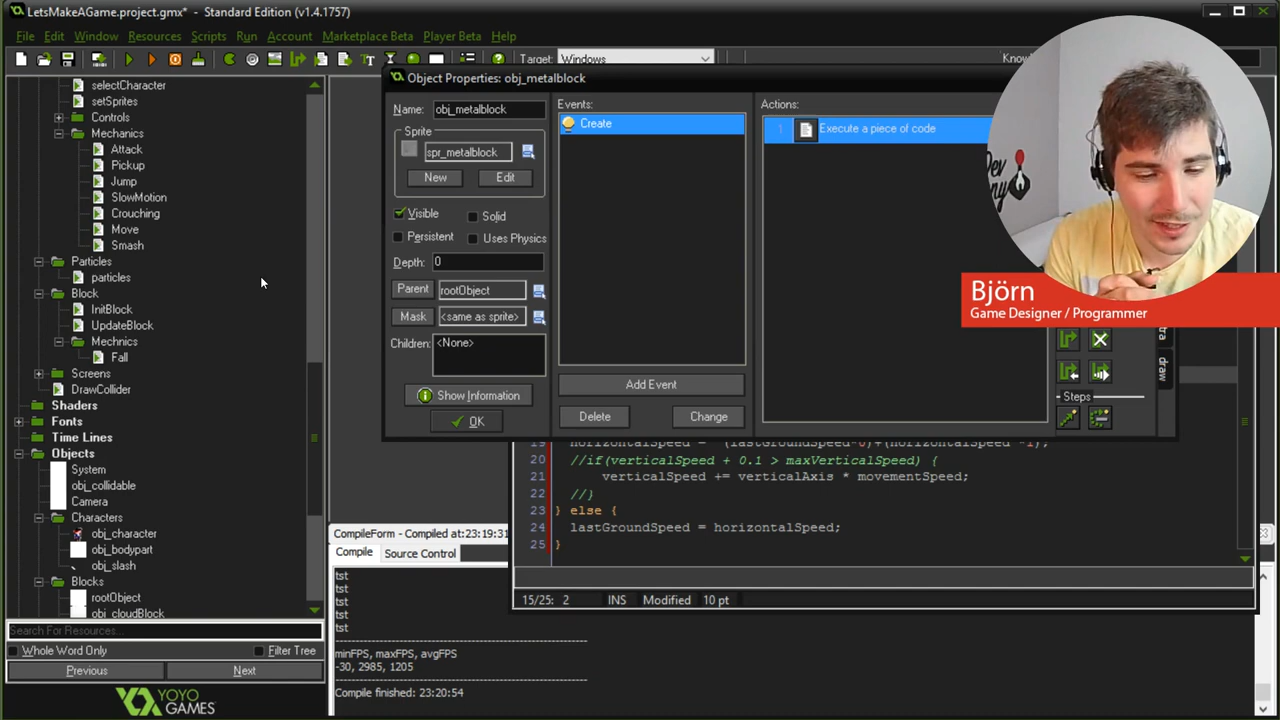 LetsMakeAGame.project.gmx* - Standard Edition (v1.4.1757)
File Edit Window Resources Scripts Run Account Marketplace Beta Player Beta Help
Target: Windows
selectCharacter
setSprites
Controls
Mechanics
Attack
Pickup
Jump
SlowMotion
Crouching
Move
Smash
Particles
particles
Block
InitBlock
UpdateBlock
Mechnics
Fall
Screens
DrawCollider
Shaders
Fonts
Time Lines
Objects
System
obj_collidable
Camera
Characters
obj_character
obj_bodypart
obj_slash
Blocks
rootObject
obj_cloudBlock
Search For Resources...
Whole Word Only Filter Tree
Previous Next
YOYO
GAMES™
Object Properties: obj_metalblock
Name: obj_metalblock
Sprite
spr_metalblock
New Edit
Visible Solid
Persistent Uses Physics
Depth: 0
Parent rootObject
Mask <same as sprite>
Children: <None>
Show Information
OK
Events:
Create
Add Event
Delete Change
Actions:
1 Execute a piece of code
Steps
draw
20 //if(verticalSpeed + 0.1 > maxVerticalSpeed) {
21 verticalSpeed += verticalAxis * movementSpeed;
22 //}
23 } else {
24 lastGroundSpeed = horizontalSpeed;
25 }
15/25: 2 INS Modified 10 pt
CompileForm - Compiled at:23:19:31
Compile Source Control
tst
tst
tst
tst
tst
minFPS, maxFPS, avgFPS
-30, 2985, 1205
Compile finished: 23:20:54
Björn
Game Designer / Programmer